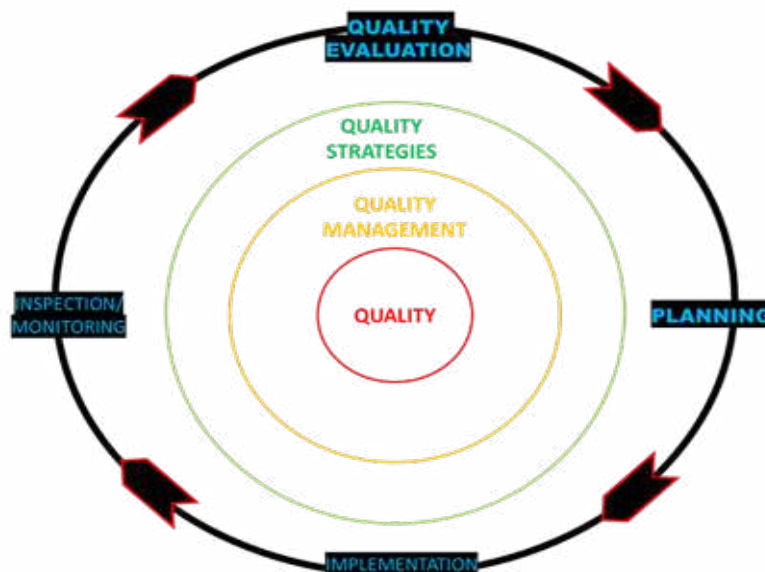 QUALITY
EVALUATION
QUALITY
STRATEGIES
QUALITY
MANAGEMENT
INSPECTION/
MONITORING
QUALITY
PLANNING
IMPLEMENTATION